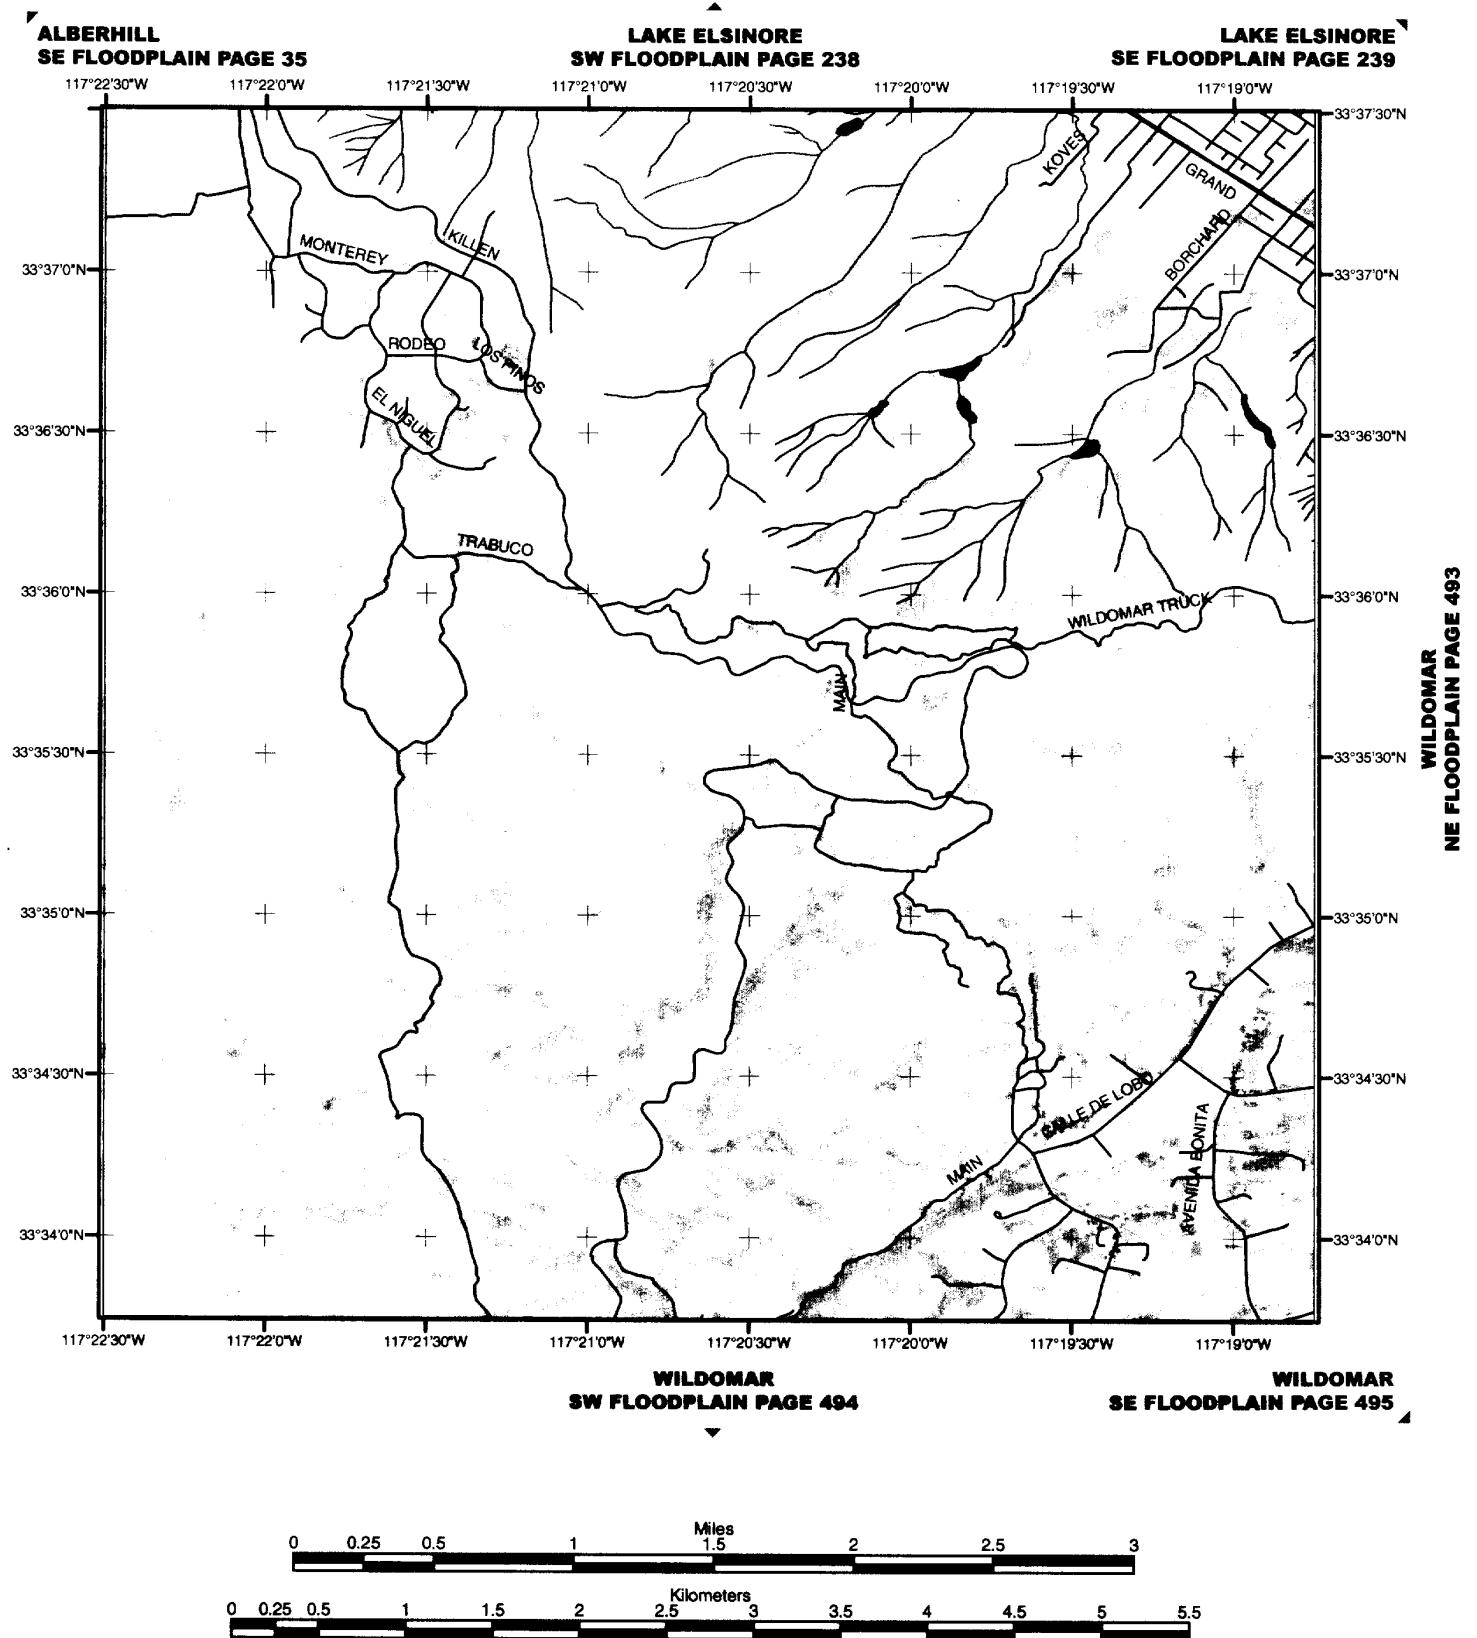 ALBERHILL
SE FLOODPLAIN PAGE 35
LAKE ELSINORE
SW FLOODPLAIN PAGE 238
LAKE ELSINORE
SE FLOODPLAIN PAGE 239
117°22'30"W 117°22'0"W 117°21'30"W 117°21'0"W 117°20'30"W 117°20'0"W 117°19'30"W 117°19'0"W
33°37'30"N
KOVES
GRAND
BORCHARD
KILLEN
MONTEREY
33°37'0"N
33°37'0"N
RODEO
LOS PINOS
EL NIGUEL
33°36'30"N
33°36'30"N
TRABUCO
33°36'0"N
33°36'0"N
WILDOMAR TRUCK
MAIN
WILDOMAR
NE FLOODPLAIN PAGE 493
33°35'30"N
33°35'30"N
33°35'0"N
33°35'0"N
33°34'30"N
33°34'30"N
CALLE DE LOBO
AVENIDA BONITA
MAIN
33°34'0"N
33°34'0"N
117°22'30"W 117°22'0"W 117°21'30"W 117°21'0"W 117°20'30"W 117°20'0"W 117°19'30"W 117°19'0"W
WILDOMAR
SW FLOODPLAIN PAGE 494
WILDOMAR
SE FLOODPLAIN PAGE 495
Miles
0 0.25 0.5 1 1.5 2 2.5 3
Kilometers
0 0.25 0.5 1 1.5 2 2.5 3 3.5 4 4.5 5 5.5